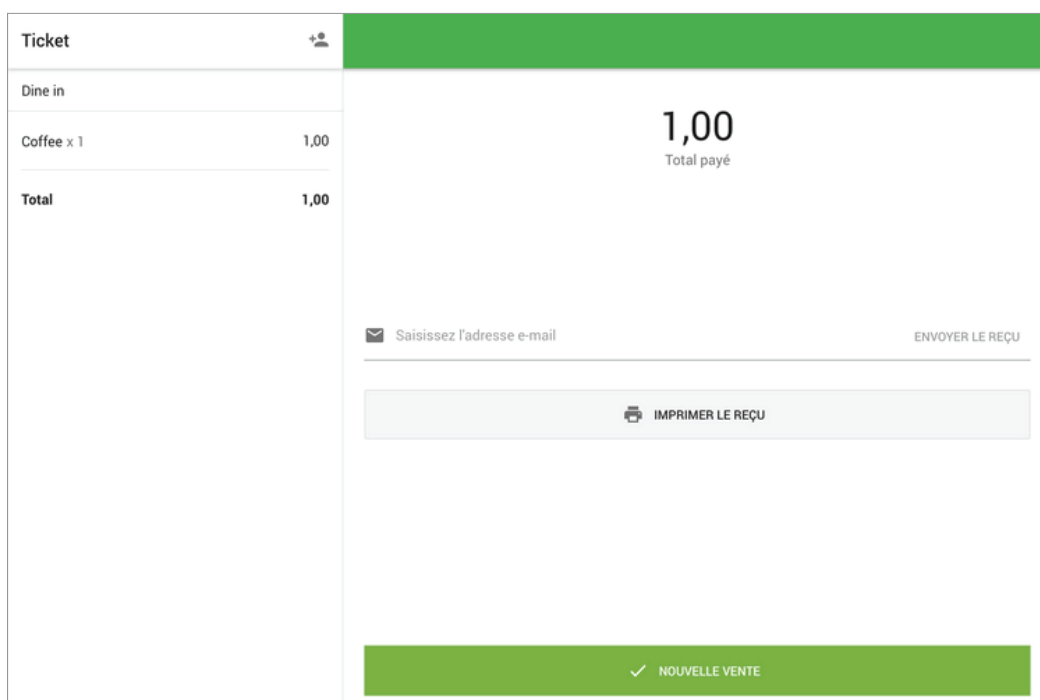 Ticket
Dine in
Coffee x 1 1,00
Total 1,00
1,00
Total payé
Saisissez l'adresse e-mail ENVOYER LE REÇU
IMPRIMER LE REÇU
NOUVELLE VENTE